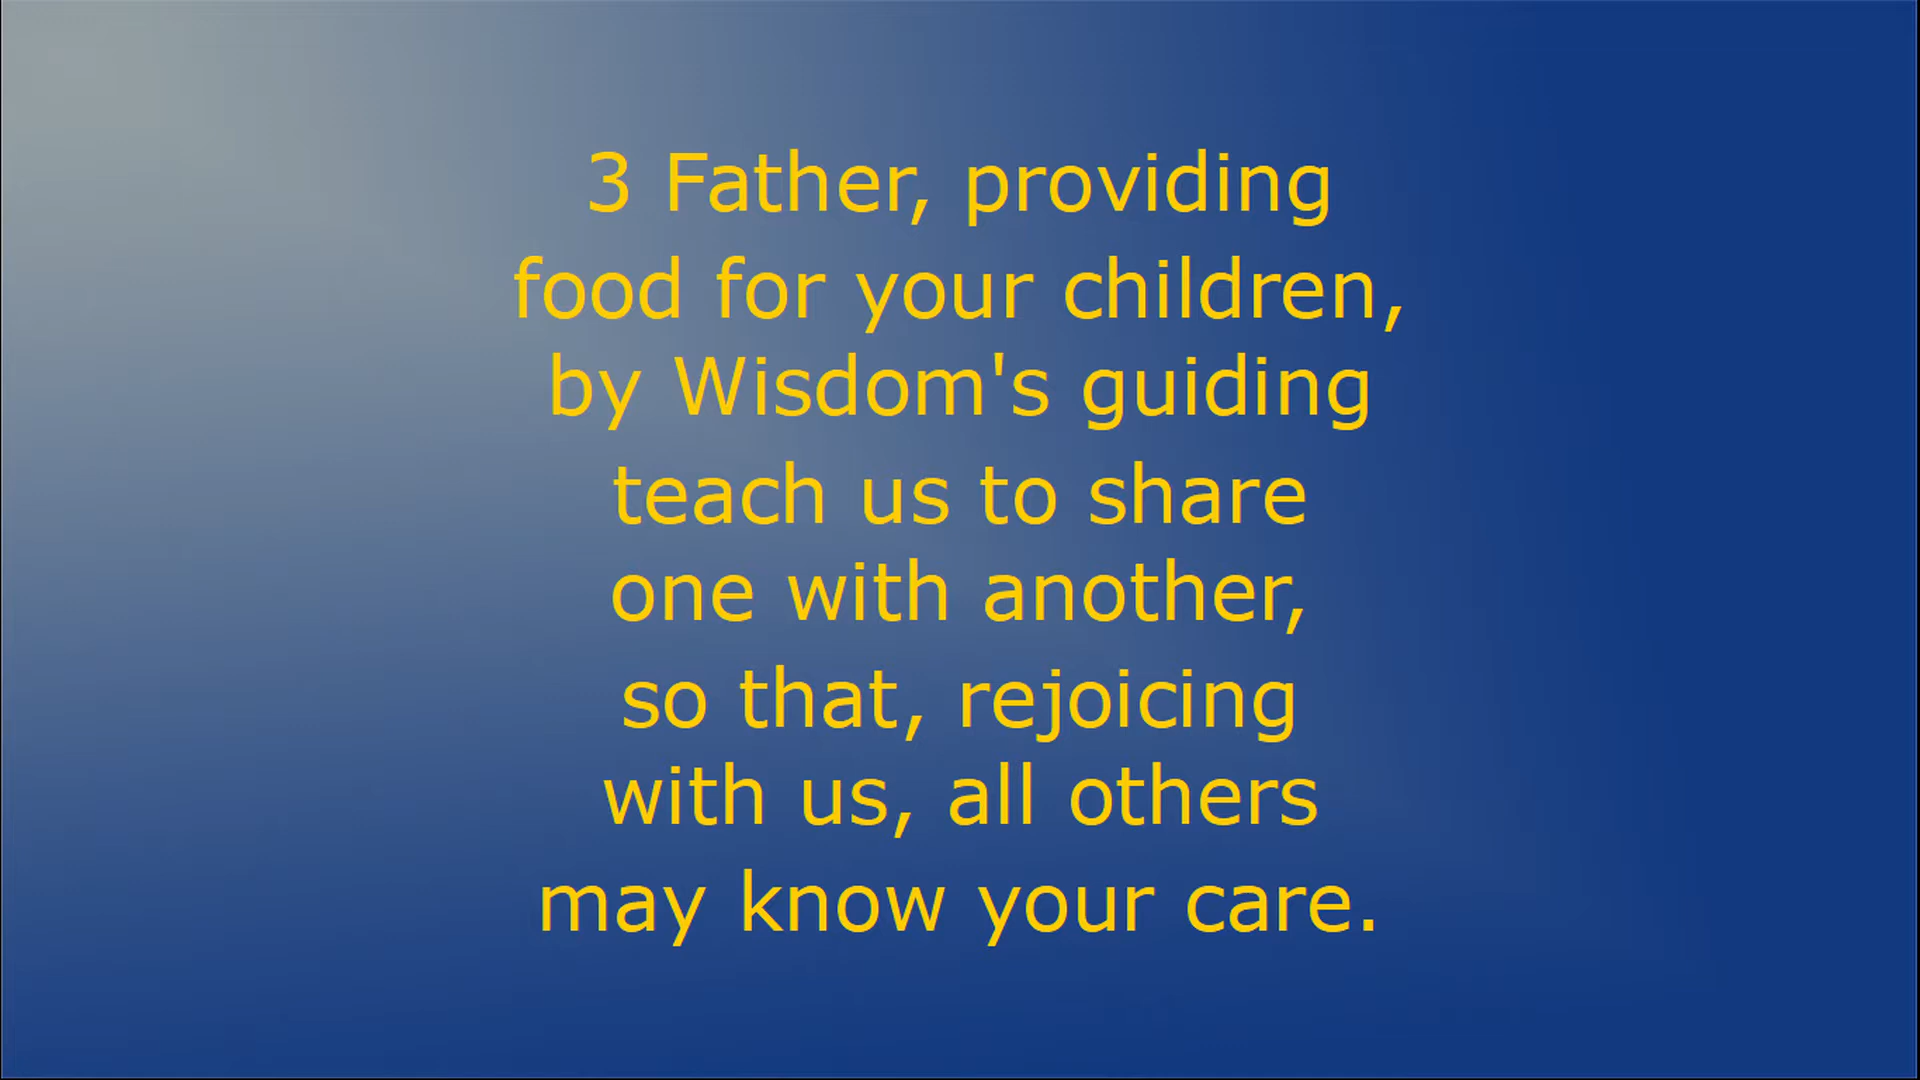 3 Father, providing
food for your children,
by Wisdom's guiding
teach us to share
one with another,
so that, rejoicing
with us, all others
may know your care.